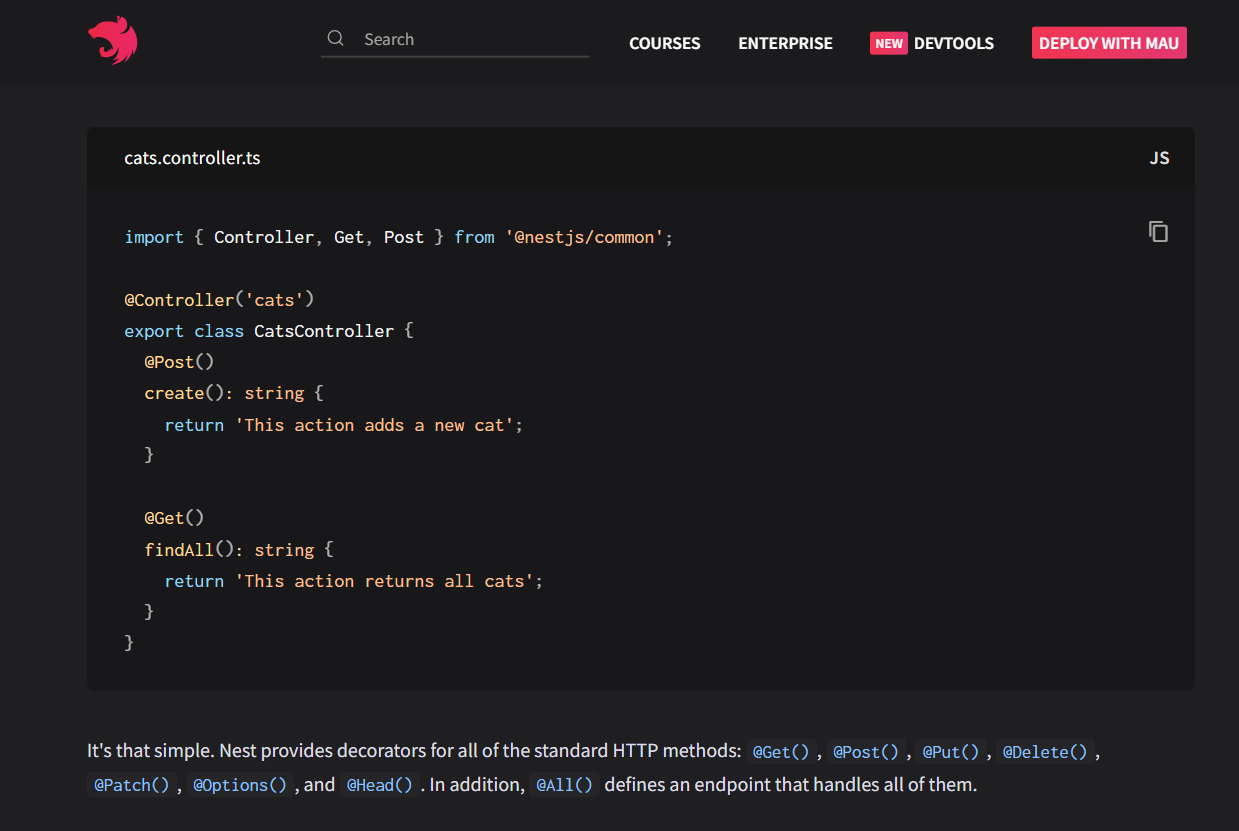 Search COURSES ENTERPRISE NEW DEVTOOLS DEPLOY WITH MAU
cats.controller.ts JS
import { Controller, Get, Post } from '@nestjs/common';
@Controller('cats')
export class CatsController {
  @Post()
  create(): string {
    return 'This action adds a new cat';
  }
  @Get()
  findAll(): string {
    return 'This action returns all cats';
  }
}
It's that simple. Nest provides decorators for all of the standard HTTP methods: @Get() , @Post() , @Put() , @Delete() ,
@Patch() , @Options() , and @Head() . In addition, @All() defines an endpoint that handles all of them.